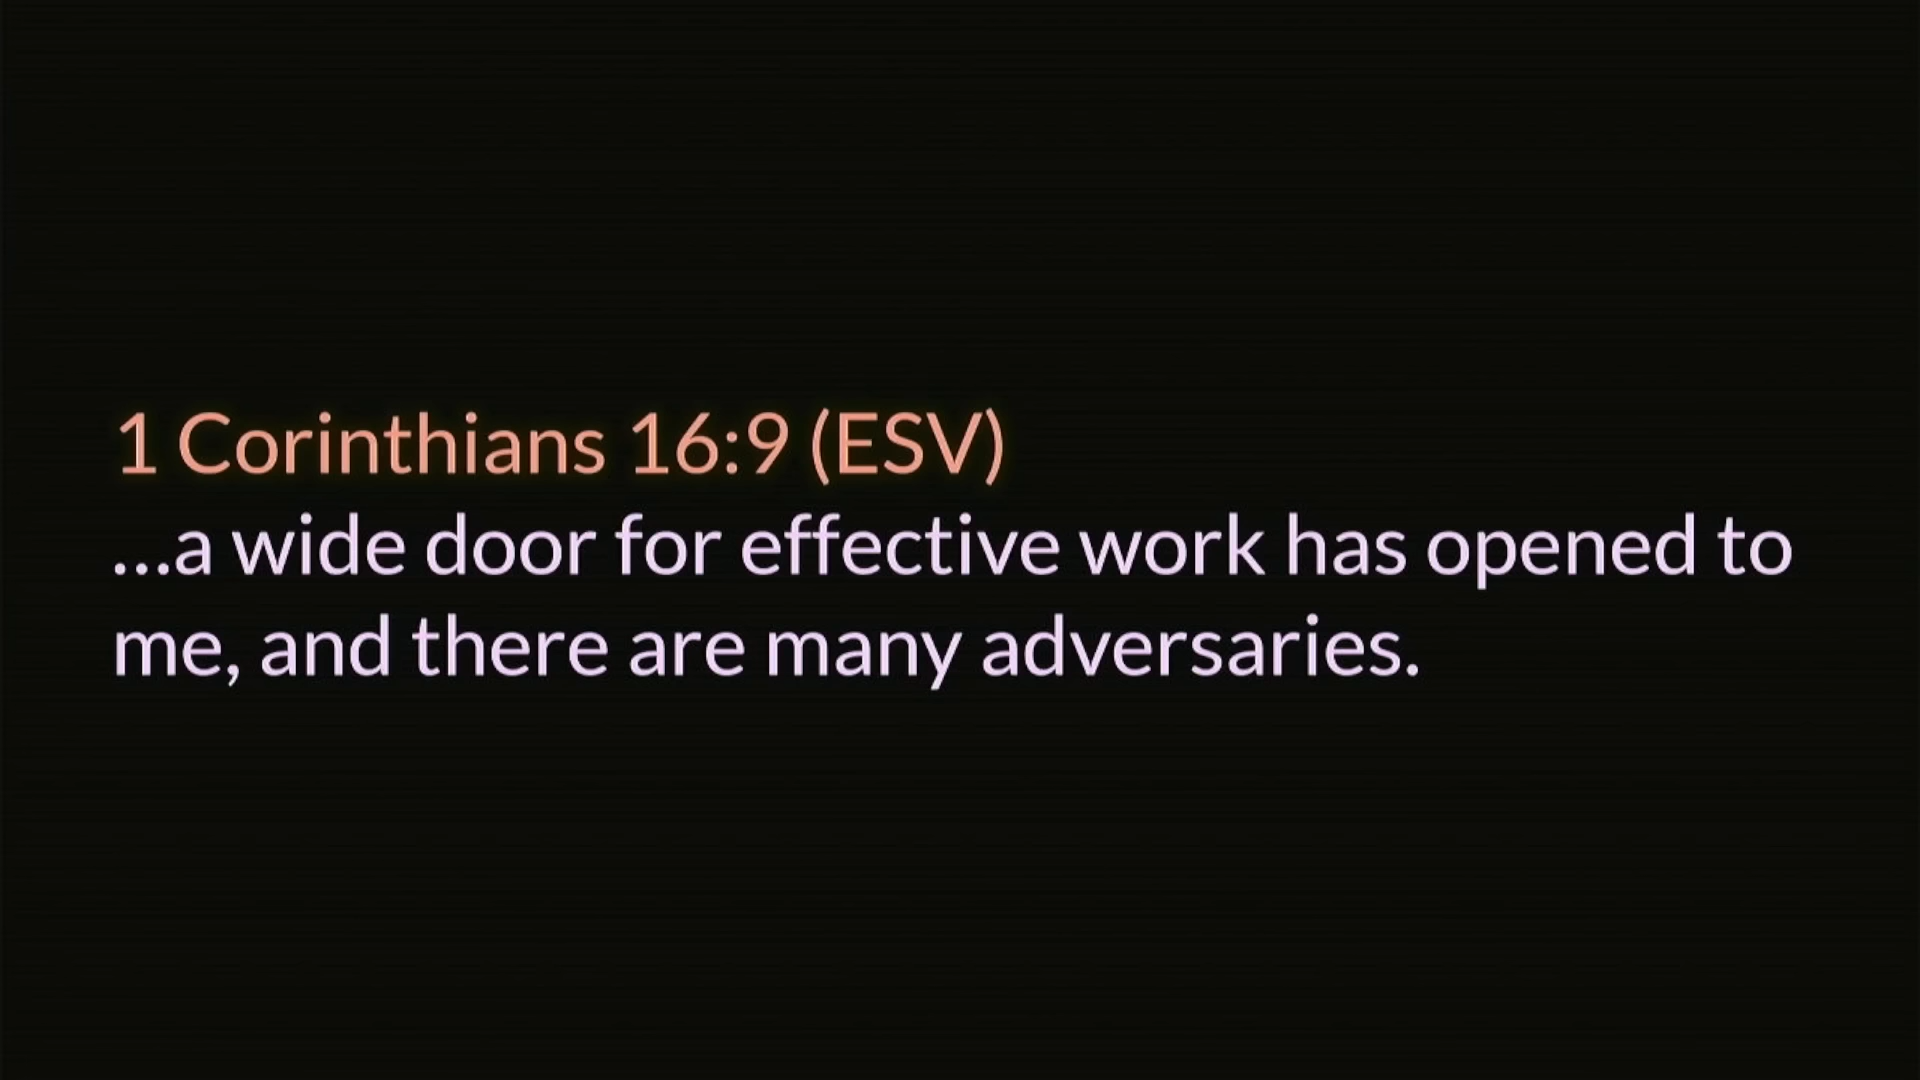 1 Corinthians 16:9 (ESV)
...a wide door for effective work has opened to
me, and there are many adversaries.